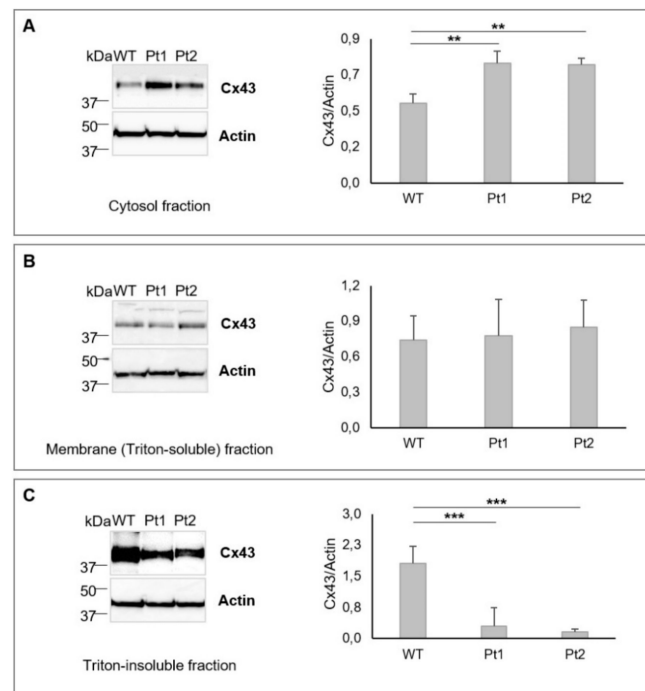 A
kDa WT Pt1 Pt2
Cx43
37
50
Actin
37
Cytosol fraction
**
**
Cx43/Actin
0,9
0,7
0,5
0,2
0,0
WT Pt1 Pt2
B
kDa WT Pt1 Pt2
Cx43
37
50
Actin
37
Membrane (Triton-soluble) fraction
Cx43/Actin
1,2
0,9
0,6
0,3
0,0
WT Pt1 Pt2
C
kDa WT Pt1 Pt2
Cx43
37
50
Actin
37
Triton-insoluble fraction
***
***
Cx43/Actin
3,0
2,3
1,5
0,8
0,0
WT Pt1 Pt2